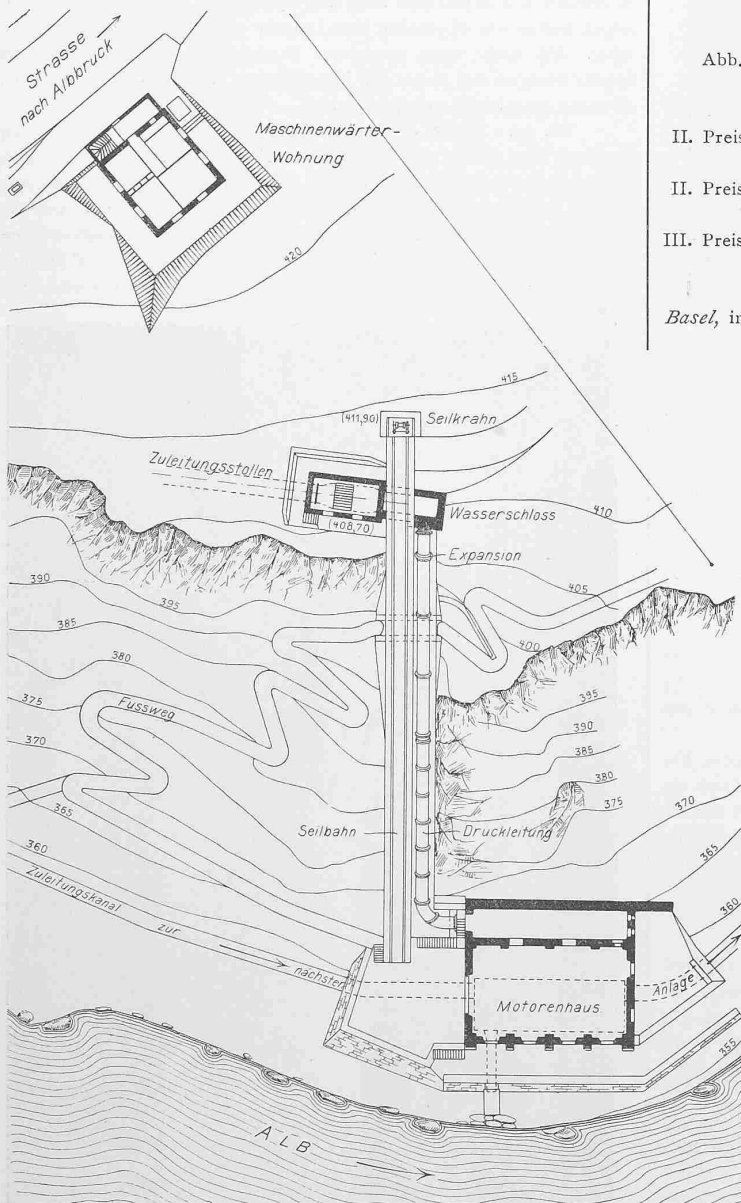 Strasse
nach Albbruck
Maschinenwärter-
Wohnung
420
Abb.
II. Preis
II. Preis
III. Preis
Basel, in
415
(411,90)
Seilkrahn
Zuleitungsstollen
(408,70)
Wasserschloss
410
Expansion
405
400
390
395
385
380
375
370
365
360
Fussweg
395
390
385
380
375
370
365
360
355
Seilbahn
Druckleitung
Zuleitungskanal zur nächsten Anlage
Motorenhaus
ALB